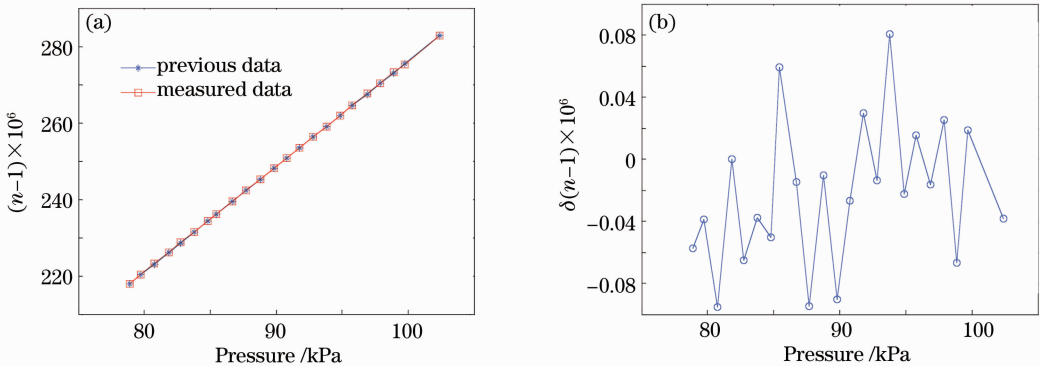 (a)
previous data
measured data
280
260
240
220
80
90
100
(n−1)×10⁶
Pressure /kPa
(b)
0.08
0.04
0
−0.04
−0.08
80
90
100
δ(n−1)×10⁶
Pressure /kPa